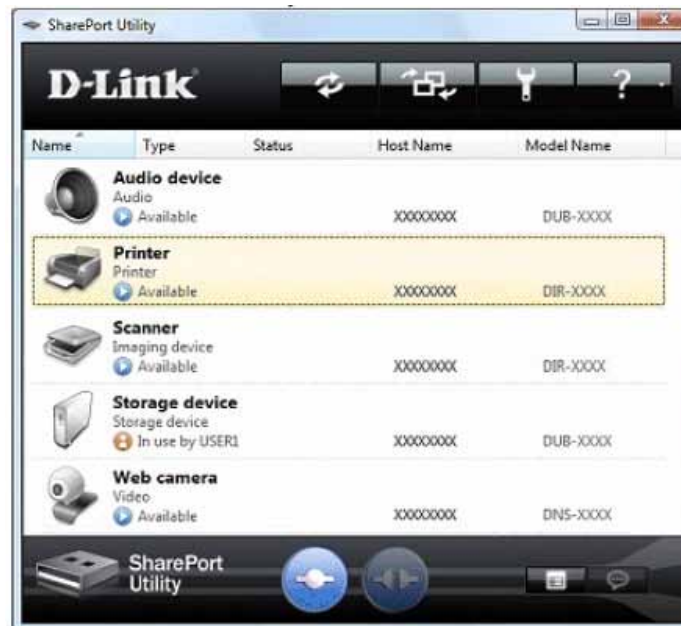 SharePort Utility
D-Link
?
Name Type Status Host Name Model Name
Audio device
Audio
Available XXXXXXXX DUB-XXXX
Printer
Printer
Available XXXXXXXX DIR-XXXX
Scanner
Imaging device
Available XXXXXXXX DIR-XXXX
Storage device
Storage device
In use by USER1 XXXXXXXX DUB-XXXX
Web camera
Video
Available XXXXXXXX DNS-XXXX
SharePort
Utility